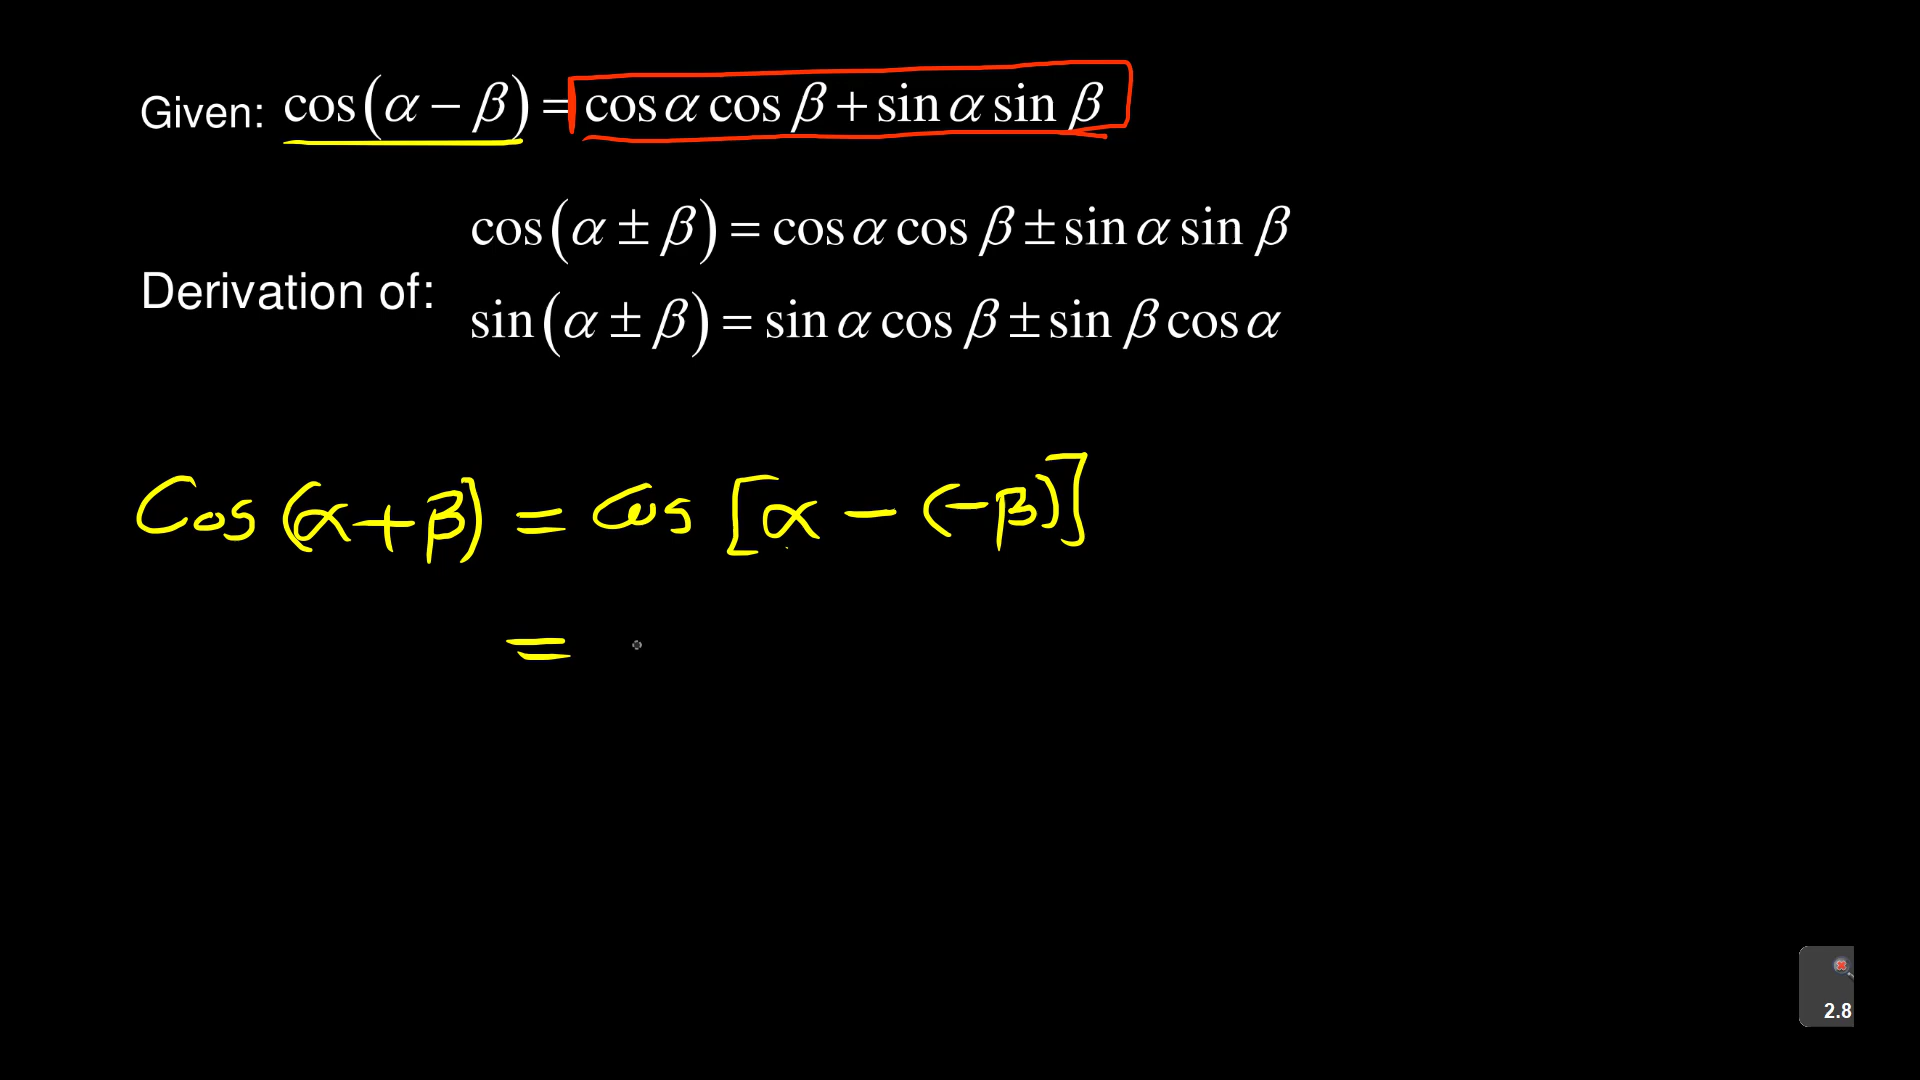 Given: cos(α − β) = cos α cos β + sin α sin β
cos(α ± β) = cos α cos β ± sin α sin β
Derivation of:
sin(α ± β) = sin α cos β ± sin β cos α
Cos (α + β) = Cos [α − (−β)]
=
2.8